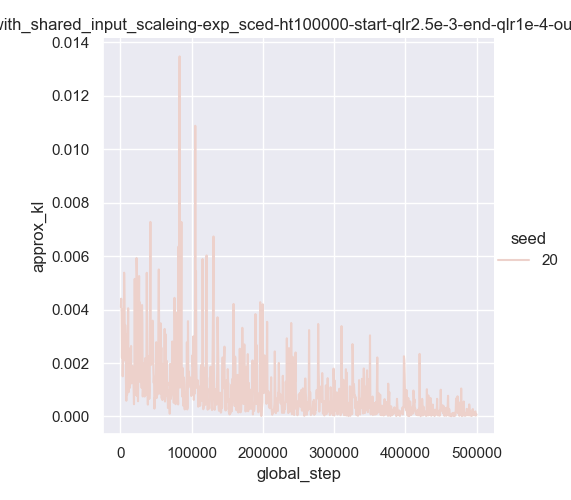 with_shared_input_scaleing-exp_sced-ht100000-start-qlr2.5e-3-end-qlr1e-4-ou
0.014
0.012
0.010
0.008
0.006
0.004
0.002
0.000
approx_kl
0 100000 200000 300000 400000 500000
global_step
seed
20